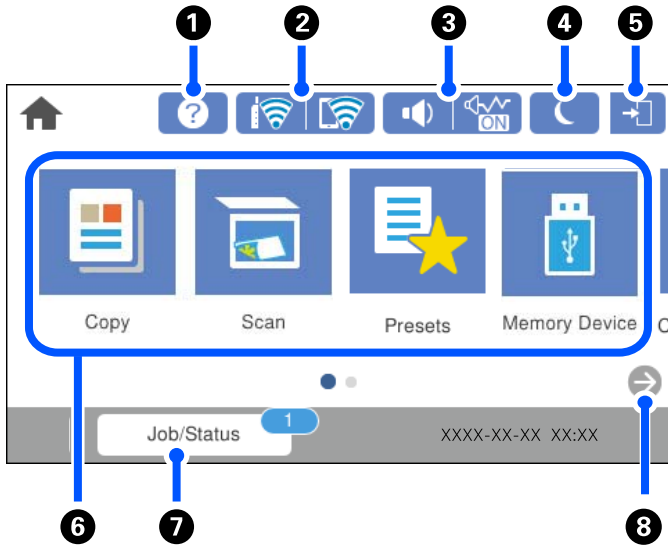 1 2 3 4 5
?
ON
Copy Scan Presets Memory Device C
Job/Status 1 XXXX-XX-XX XX:XX
6 7 8